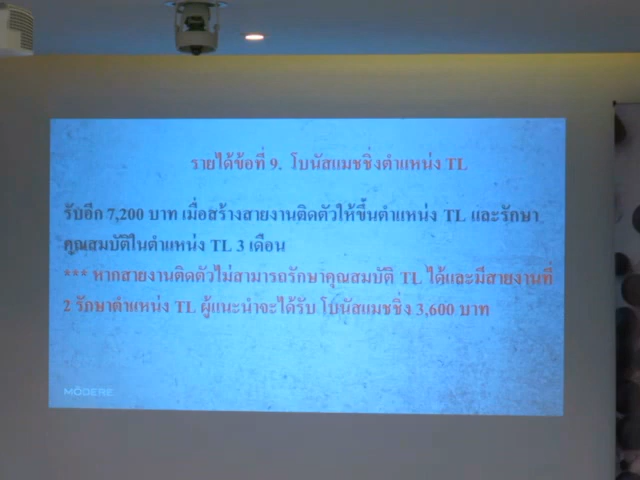 รายได้ข้อที่ 9. โบนัสแมชชิ่งตำแหน่ง TL
รับอีก 7,200 บาท เมื่อสร้างสายงานติดตัวให้ขึ้นตำแหน่ง TL และรักษา
คุณสมบัติในตำแหน่ง TL 3 เดือน
*** หากสายงานติดตัวไม่สามารถรักษาคุณสมบัติ TL ได้และมีสายงานที่
2 รักษาตำแหน่ง TL ผู้แนะนำจะได้รับ โบนัสแมชชิ่ง 3,600 บาท
MODERE